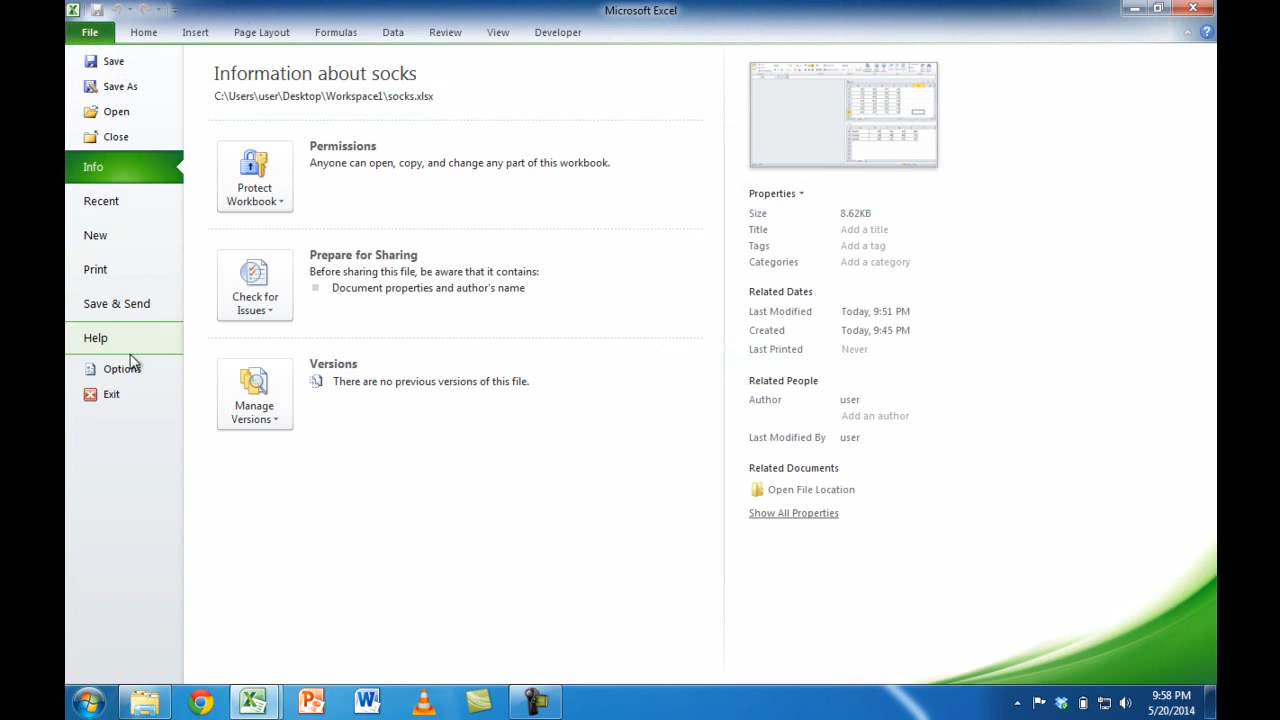 Microsoft Excel
File Home Insert Page Layout Formulas Data Review View Developer
Save
Save As
Open
Close
Info
Recent
New
Print
Save & Send
Help
Options
Exit
Information about socks
C:\Users\user\Desktop\Workspace1\socks.xlsx
Protect
Workbook
Permissions
Anyone can open, copy, and change any part of this workbook.
Check for
Issues
Prepare for Sharing
Before sharing this file, be aware that it contains:
Document properties and author's name
Manage
Versions
Versions
There are no previous versions of this file.
Properties
Size 8.62KB
Title Add a title
Tags Add a tag
Categories Add a category
Related Dates
Last Modified Today, 9:51 PM
Created Today, 9:45 PM
Last Printed Never
Related People
Author user
Add an author
Last Modified By user
Related Documents
Open File Location
Show All Properties
9:58 PM
5/20/2014